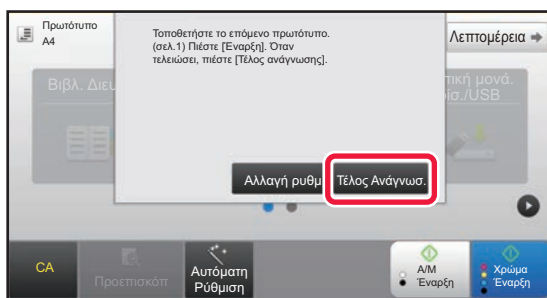 Πρωτότυπο
A4
Τοποθετήστε το επόμενο πρωτότυπο.
(σελ.1) Πιέστε [Έναρξη]. Όταν
τελειώσει, πιέστε [Τέλος ανάγνωσης].
Λεπτομέρεια
Βιβλ. Διευ
τική μονά.
δίσ./USB
Αλλαγή ρυθμ
Τέλος Ανάγνωσ.
CA
Προεπισκόπ
Αυτόματη
Ρύθμιση
Α/Μ
Έναρξη
Χρώμα
Έναρξη